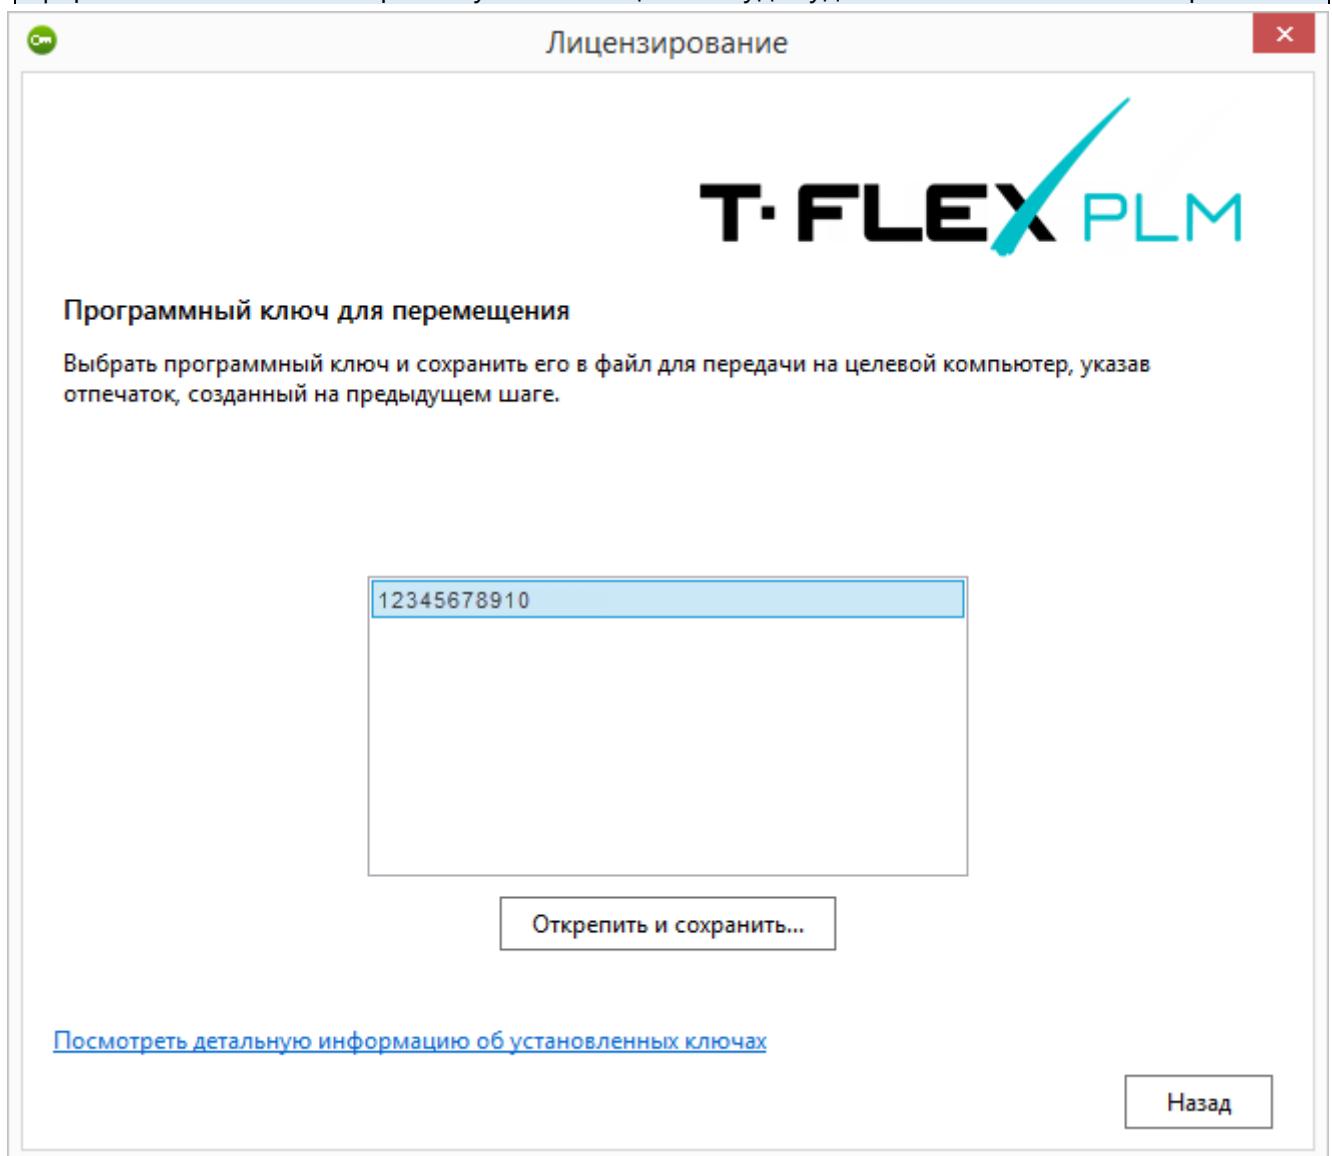 Лицензирование
T·FLEX PLM
Программный ключ для перемещения
Выбрать программный ключ и сохранить его в файл для передачи на целевой компьютер, указав
отпечаток, созданный на предыдущем шаге.
12345678910
Открепить и сохранить...
Посмотреть детальную информацию об установленных ключах
Назад